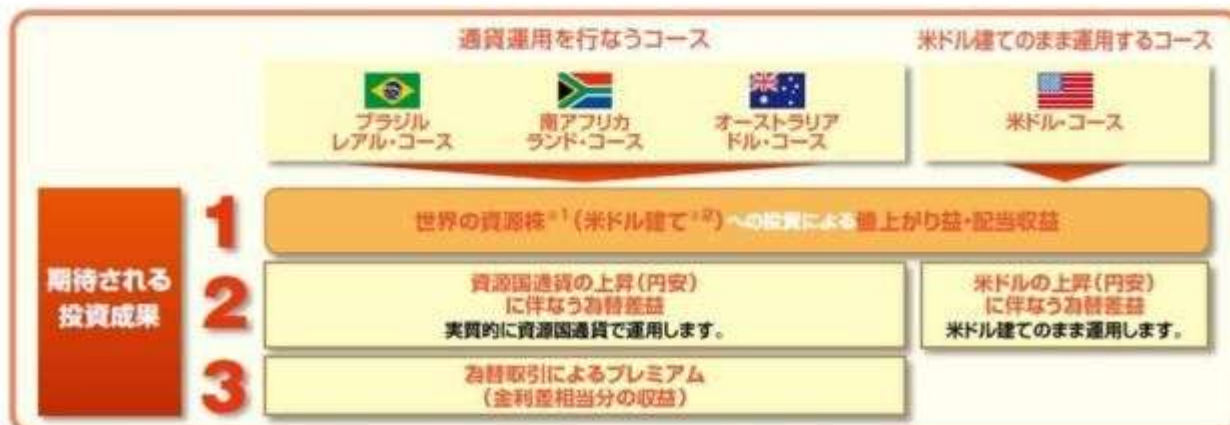 通貨運用を行なうコース
米ドル建てのまま運用するコース
ブラジル
レアル・コース
南アフリカ
ランド・コース
オーストラリア
ドル・コース
米ドル・コース
期待される
投資成果
1
世界の資源株※1(米ドル建て※2)への投資による値上がり益・配当収益
2
資源国通貨の上昇(円安)
に伴なう為替差益
実質的に資源国通貨で運用します。
米ドルの上昇(円安)
に伴なう為替差益
米ドル建てのまま運用します。
3
為替取引によるプレミアム
(金利差相当分の収益)